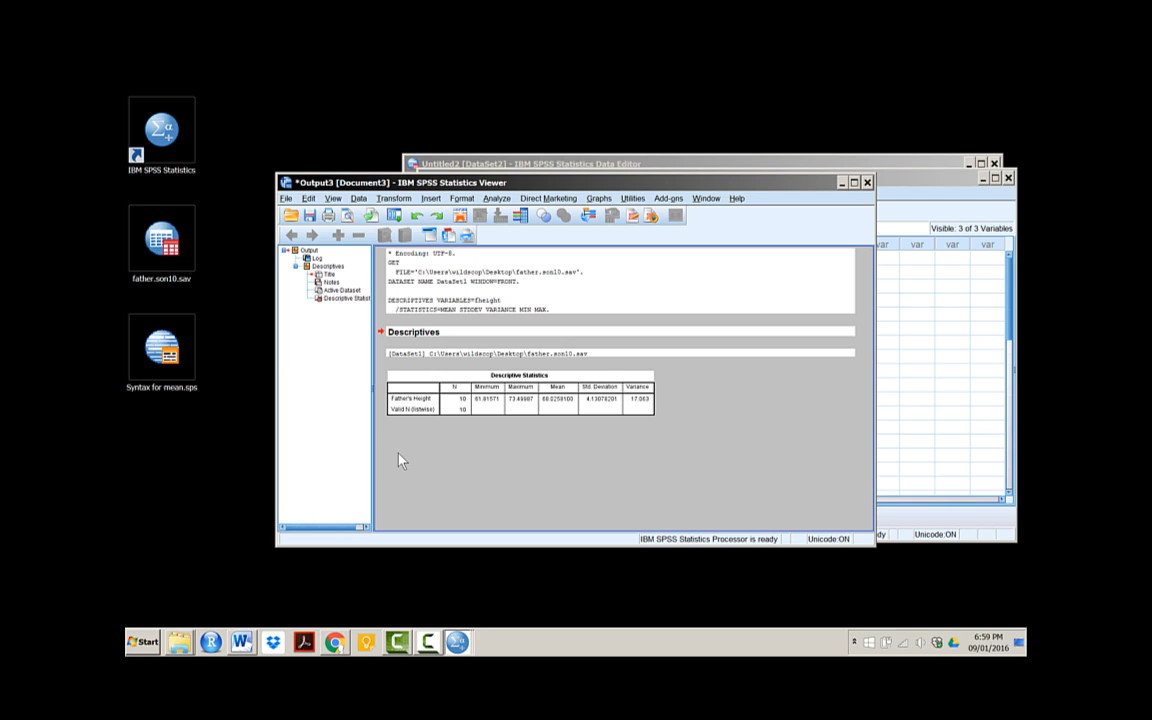 IBM SPSS Statistics
father.son10.sav
Syntax for mean.sps
Untitled2 [DataSet2] - IBM SPSS Statistics Data Editor
*Output3 [Document3] - IBM SPSS Statistics Viewer
File Edit View Data Transform Insert Format Analyze Direct Marketing Graphs Utilities Add-ons Window Help
Visible: 3 of 3 Variables
var var var var
Output
Log
Descriptives
Title
Notes
Active Dataset
Descriptive Statist
* Encoding: UTF-8.
GET
FILE='C:\Users\wildscop\Desktop\father.son10.sav'.
DATASET NAME DataSet1 WINDOW=FRONT.
DESCRIPTIVES VARIABLES=fheight
/STATISTICS=MEAN STDDEV VARIANCE MIN MAX.
Descriptives
[DataSet1] C:\Users\wildscop\Desktop\father.son10.sav
Descriptive Statistics
N Minimum Maximum Mean Std. Deviation Variance
Father's Height 10 61.81571 73.49987 68.0258100 4.13078201 17.063
Valid N (listwise) 10
IBM SPSS Statistics Processor is ready Unicode:ON
dy Unicode:ON
Start
6:59 PM
09/01/2016